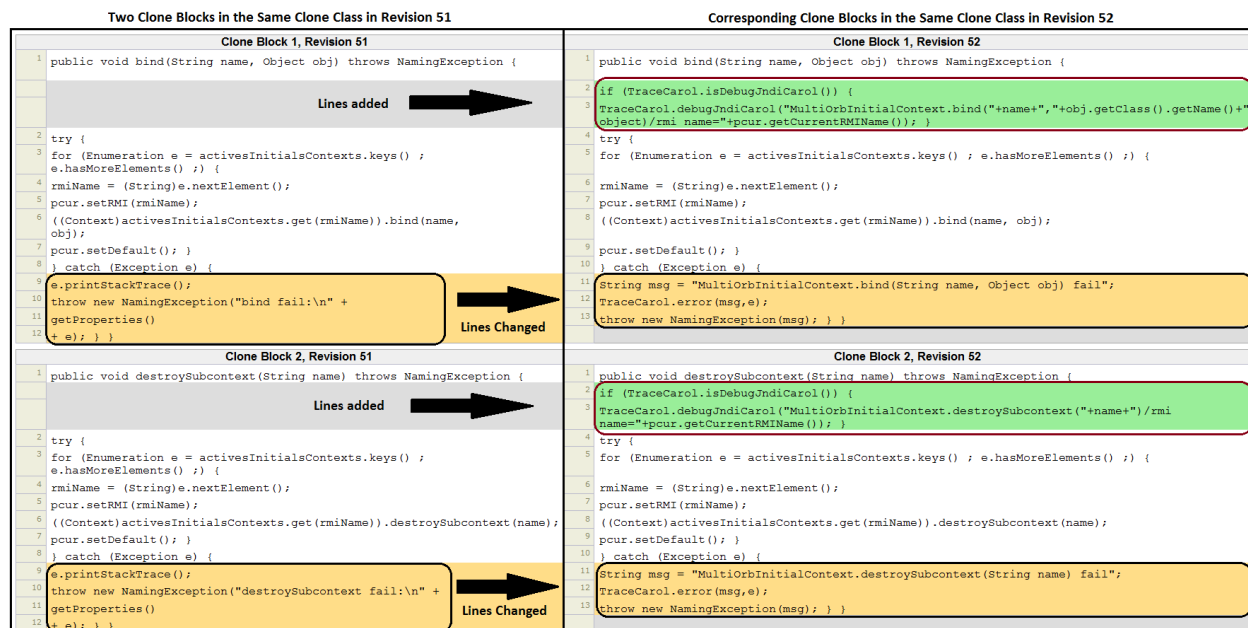 Two Clone Blocks in the Same Clone Class in Revision 51
Clone Block 1, Revision 51
1 public void bind(String name, Object obj) throws NamingException {
Lines added
2 try {
3 for (Enumeration e = activesInitialsContexts.keys() ;
e.hasMoreElements() ;) {
4 rmiName = (String)e.nextElement();
5 pcur.setRMI(rmiName);
6 ((Context)activesInitialsContexts.get(rmiName)).bind(name,
obj);
7 pcur.setDefault(); }
8 } catch (Exception e) {
9 e.printStackTrace();
10 throw new NamingException("bind fail:\n" +
11 getProperties()
12 + e); } }
Lines Changed
Clone Block 2, Revision 51
1 public void destroySubcontext(String name) throws NamingException {
Lines added
2 try {
3 for (Enumeration e = activesInitialsContexts.keys() ;
e.hasMoreElements() ;) {
4 rmiName = (String)e.nextElement();
5 pcur.setRMI(rmiName);
6 ((Context)activesInitialsContexts.get(rmiName)).destroySubcontext(name);
7 pcur.setDefault(); }
8 } catch (Exception e) {
9 e.printStackTrace();
10 throw new NamingException("destroySubcontext fail:\n" +
11 getProperties()
12 + e); } }
Lines Changed
Corresponding Clone Blocks in the Same Clone Class in Revision 52
Clone Block 1, Revision 52
1 public void bind(String name, Object obj) throws NamingException {
2 if (TraceCarol.isDebugJndiCarol()) {
3 TraceCarol.debugJndiCarol("MultiOrbInitialContext.bind("+name+","+obj.getClass().getName()+"
object)/rmi name="+pcur.getCurrentRMIName()); }
4 try {
5 for (Enumeration e = activesInitialsContexts.keys() ; e.hasMoreElements() ;) {
6 rmiName = (String)e.nextElement();
7 pcur.setRMI(rmiName);
8 ((Context)activesInitialsContexts.get(rmiName)).bind(name, obj);
9 pcur.setDefault(); }
10 } catch (Exception e) {
11 String msg = "MultiOrbInitialContext.bind(String name, Object obj) fail";
12 TraceCarol.error(msg,e);
13 throw new NamingException(msg); } }
Clone Block 2, Revision 52
1 public void destroySubcontext(String name) throws NamingException {
2 if (TraceCarol.isDebugJndiCarol()) {
3 TraceCarol.debugJndiCarol("MultiOrbInitialContext.destroySubcontext("+name+")/rmi
name="+pcur.getCurrentRMIName()); }
4 try {
5 for (Enumeration e = activesInitialsContexts.keys() ; e.hasMoreElements() ;) {
6 rmiName = (String)e.nextElement();
7 pcur.setRMI(rmiName);
8 ((Context)activesInitialsContexts.get(rmiName)).destroySubcontext(name);
9 pcur.setDefault(); }
10 } catch (Exception e) {
11 String msg = "MultiOrbInitialContext.destroySubcontext(String name) fail";
12 TraceCarol.error(msg,e);
13 throw new NamingException(msg); } }